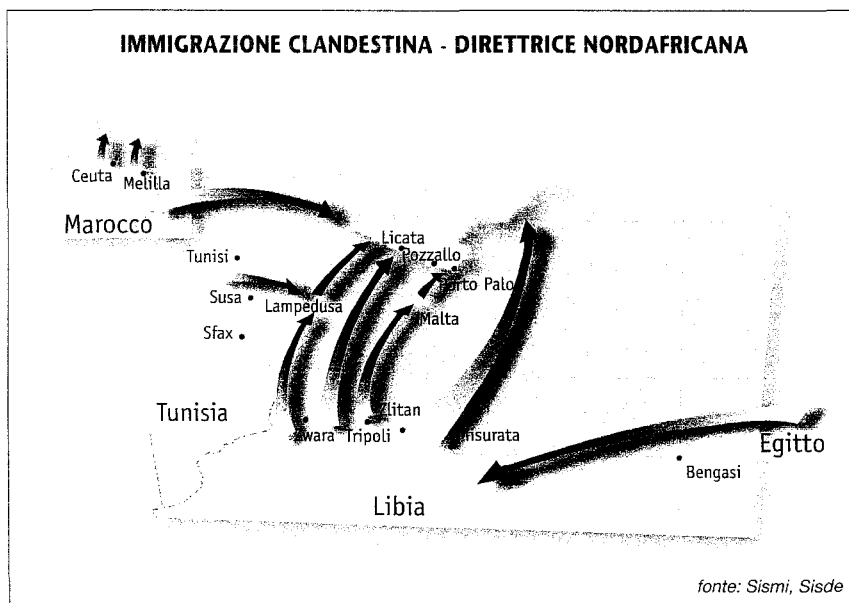 IMMIGRAZIONE CLANDESTINA - DIRETTRICE NORDAFRICANA
Ceuta
Melilla
Marocco
Tunisi
Licata
Pozzallo
Porto Palo
Susa
Lampedusa
Malta
Sfax
Tunisia
Zlitan
Tripoli
Egitto
Bengasi
Libia
fonte: Sismi, Sisde